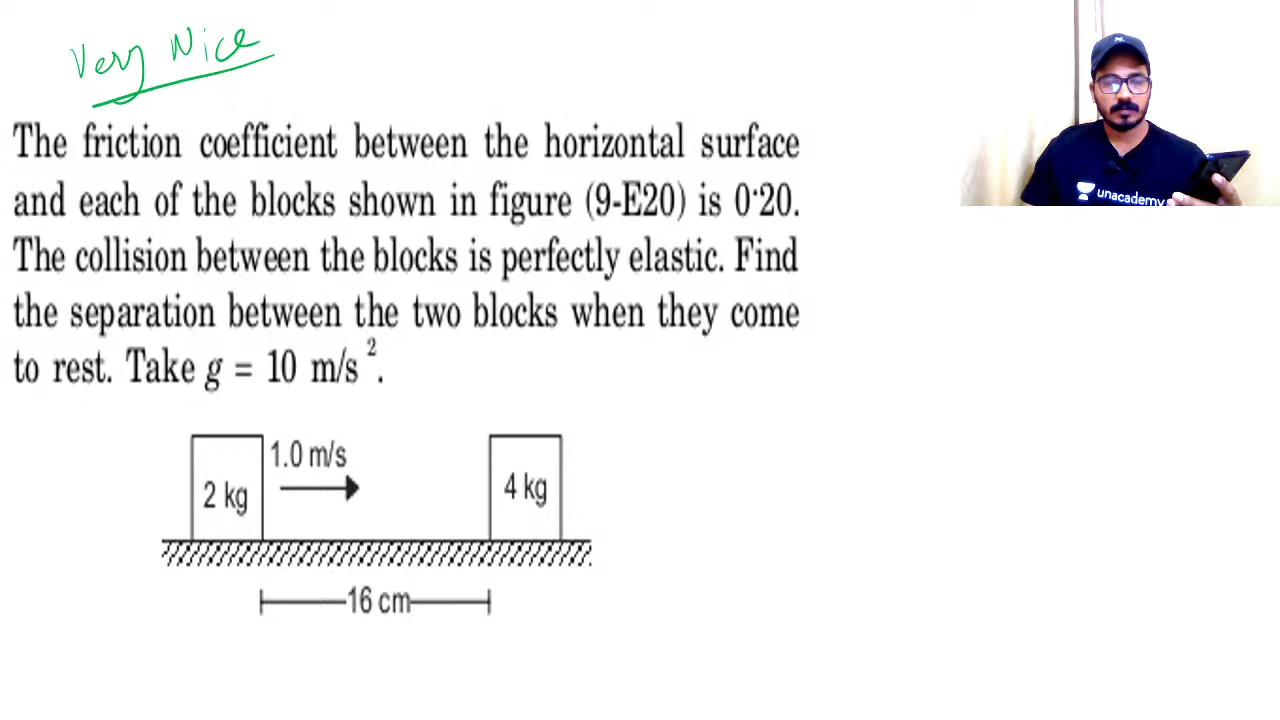 Very Nice
The friction coefficient between the horizontal surface
and each of the blocks shown in figure (9-E20) is 0·20.
The collision between the blocks is perfectly elastic. Find
the separation between the two blocks when they come
to rest. Take g = 10 m/s².
1.0 m/s
2 kg
4 kg
16 cm
unacademy